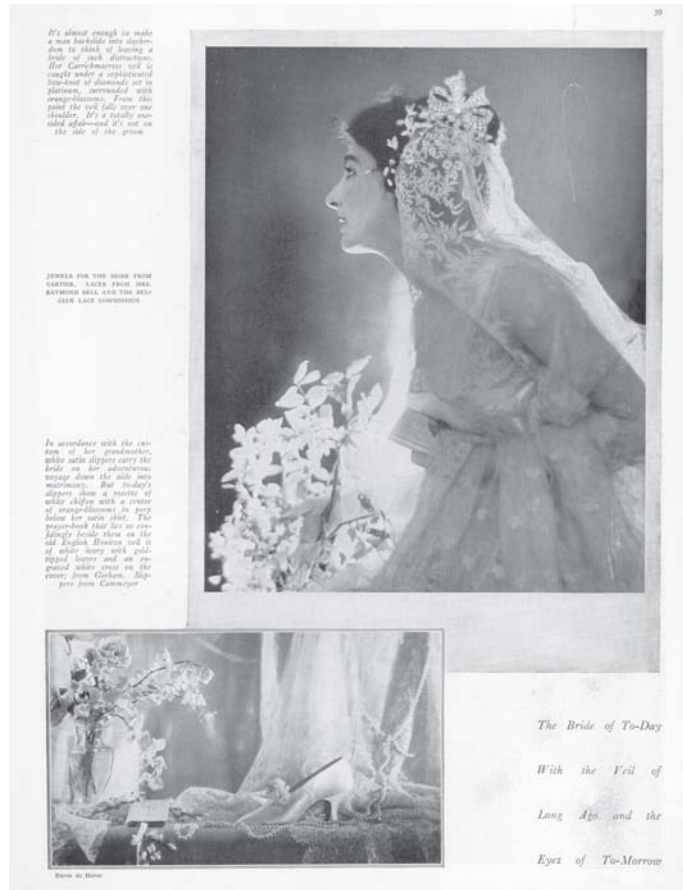 39
It's almost enough to make
a man backslide into slacker-
dom to think of leaving a
bride of such distractions.
Her Carrickmacross veil is
caught under a sophisticated
bow-knot of diamonds set in
platinum, surrounded with
orange-blossoms. From this
point the veil falls over one
shoulder. It's a totally one-
sided affair—and it's not on
the side of the groom
JEWELS FOR THE BRIDE FROM
CARTIER. LACES FROM MRS.
RAYMOND BELL AND THE BEL-
GIAN LACE COMMISSION
In accordance with the cus-
tom of her grandmother,
white satin slippers carry the
bride on her adventurous
voyage down the aisle into
matrimony. But to-day's
slippers show a rosette of
white chiffon with a center
of orange-blossoms to peep
below her satin skirt. The
prayer-book that lies so con-
fidingly beside them on the
old English Honiton veil is
of white ivory with gold-
tipped leaves and an en-
graved white cross on the
cover; from Gorham. Slip-
pers from Cammeyer
The Bride of To-Day
With the Veil of
Long Ago and the
Eyes of To-Morrow
Baron de Meyer